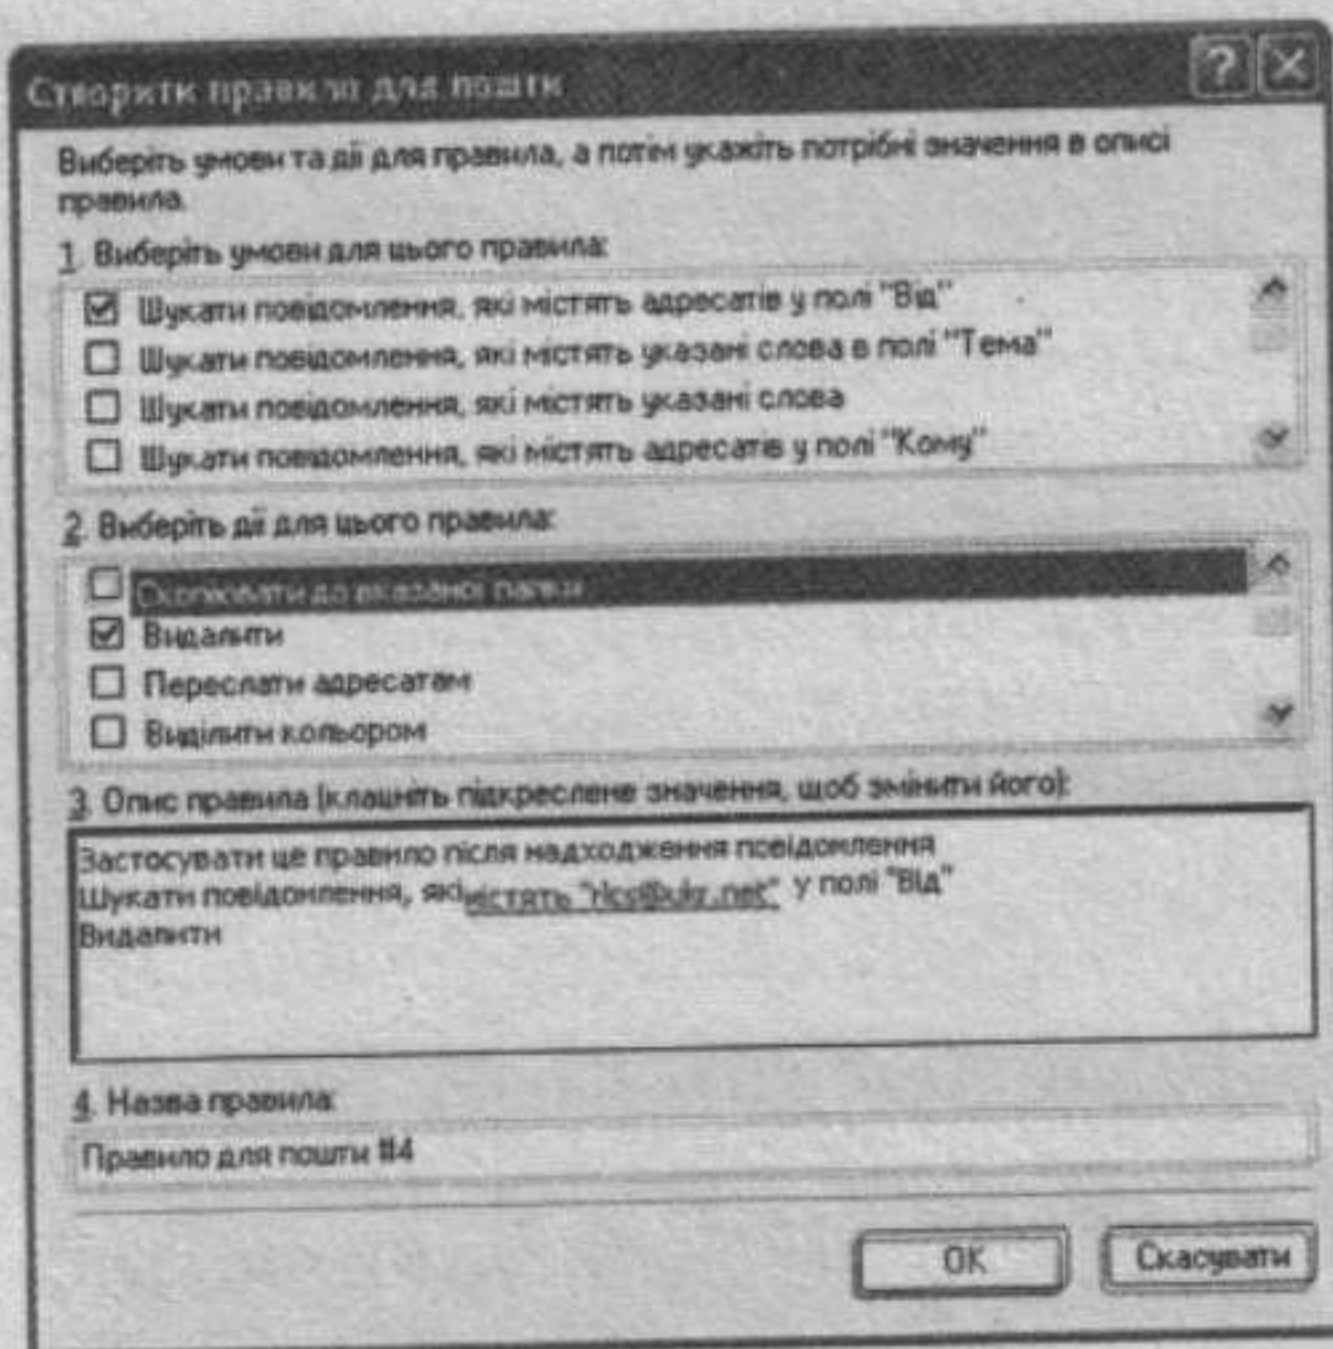 Створити правило для пошти
Виберіть умови та дії для правила, а потім укажіть потрібні значення в описі
правила.
1. Виберіть умови для цього правила:
Шукати повідомлення, які містять адресатів у полі "Від"
Шукати повідомлення, які містять указані слова в полі "Тема"
Шукати повідомлення, які містять указані слова
Шукати повідомлення, які містять адресатів у полі "Кому"
2. Виберіть дії для цього правила:
Скопіювати до вказаної папки
Видалити
Переслати адресатам
Виділити кольором
3. Опис правила (клацніть підкреслене значення, щоб змінити його):
Застосувати це правило після надходження повідомлення
Шукати повідомлення, які містять у полі "Від"
Видалити
4. Назва правила:
Правило для пошти #4
ОК
Скасувати